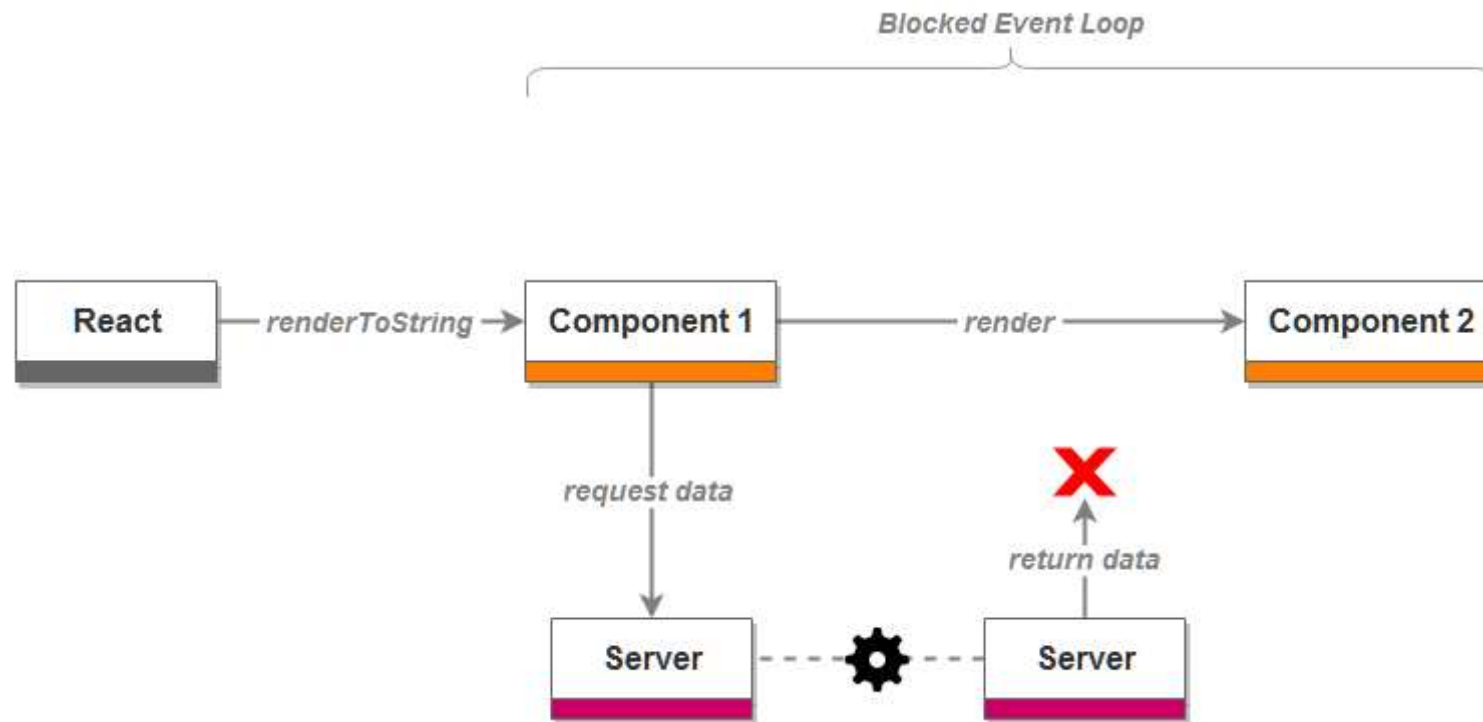 Blocked Event Loop
React
renderToString
Component 1
render
Component 2
request data
return data
Server
Server